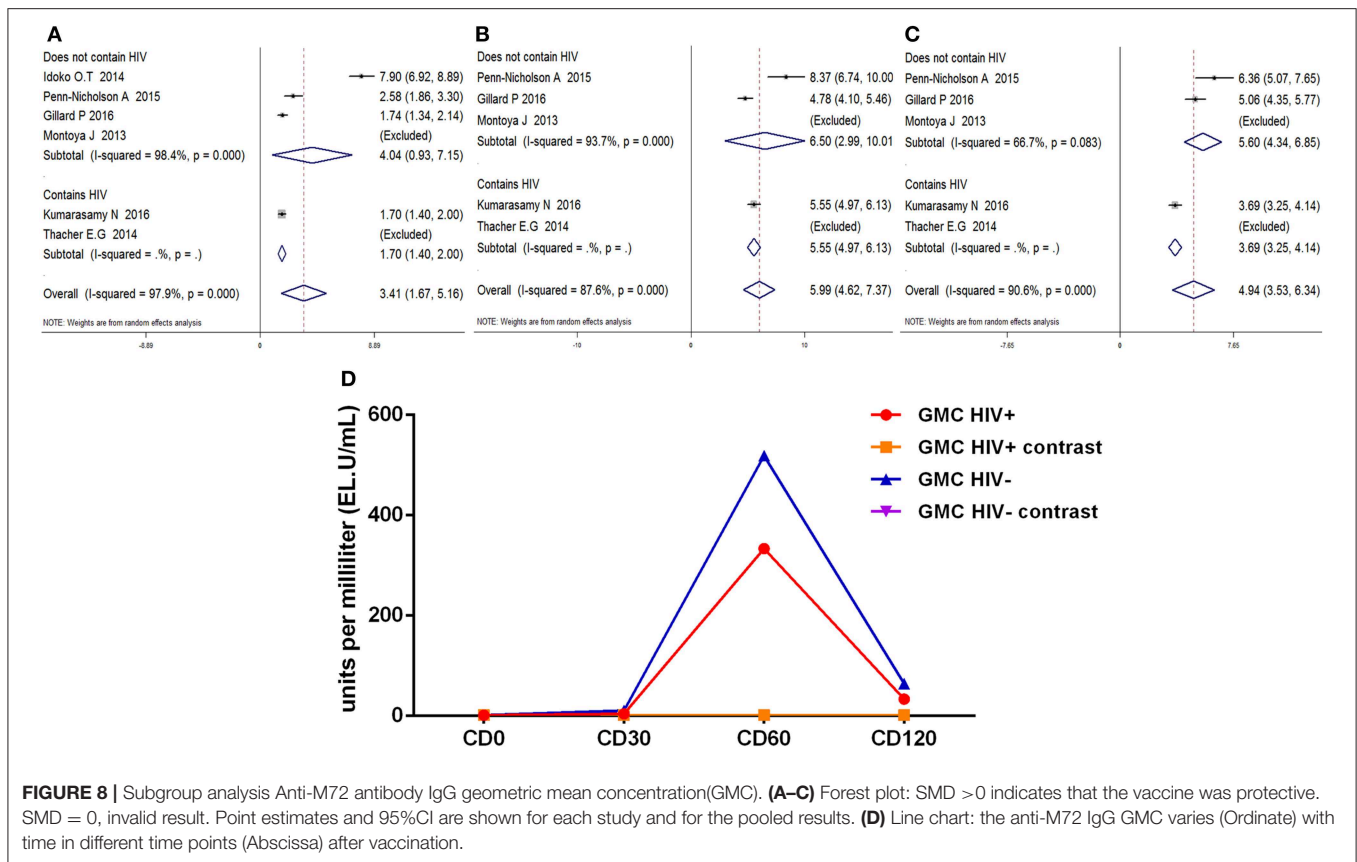 A
Does not contain HIV
Idoko O.T 2014 7.90 (6.92, 8.89)
Penn-Nicholson A 2015 2.58 (1.86, 3.30)
Gillard P 2016 1.74 (1.34, 2.14)
Montoya J 2013 (Excluded)
Subtotal (I-squared = 98.4%, p = 0.000) 4.04 (0.93, 7.15)
.
Contains HIV
Kumarasamy N 2016 1.70 (1.40, 2.00)
Thacher E.G 2014 (Excluded)
Subtotal (I-squared = .%, p = .) 1.70 (1.40, 2.00)
.
Overall (I-squared = 97.9%, p = 0.000) 3.41 (1.67, 5.16)
NOTE: Weights are from random effects analysis
-8.89 0 8.89
B
Does not contain HIV
Penn-Nicholson A 2015 8.37 (6.74, 10.00
Gillard P 2016 4.78 (4.10, 5.46)
Montoya J 2013 (Excluded)
Subtotal (I-squared = 93.7%, p = 0.000) 6.50 (2.99, 10.01
.
Contains HIV
Kumarasamy N 2016 5.55 (4.97, 6.13)
Thacher E.G 2014 (Excluded)
Subtotal (I-squared = .%, p = .) 5.55 (4.97, 6.13)
.
Overall (I-squared = 87.6%, p = 0.000) 5.99 (4.62, 7.37)
NOTE: Weights are from random effects analysis
-10 0 10
C
Does not contain HIV
Penn-Nicholson A 2015 6.36 (5.07, 7.65)
Gillard P 2016 5.06 (4.35, 5.77)
Montoya J 2013 (Excluded)
Subtotal (I-squared = 66.7%, p = 0.083) 5.60 (4.34, 6.85)
.
Contains HIV
Kumarasamy N 2016 3.69 (3.25, 4.14)
Thacher E.G 2014 (Excluded)
Subtotal (I-squared = .%, p = .) 3.69 (3.25, 4.14)
.
Overall (I-squared = 90.6%, p = 0.000) 4.94 (3.53, 6.34)
NOTE: Weights are from random effects analysis
-7.65 0 7.65
D
units per milliliter (EL.U/mL)
600
400
200
0
CD0 CD30 CD60 CD120
GMC HIV+
GMC HIV+ contrast
GMC HIV-
GMC HIV- contrast
FIGURE 8 | Subgroup analysis Anti-M72 antibody IgG geometric mean concentration(GMC). (A–C) Forest plot: SMD >0 indicates that the vaccine was protective.
SMD = 0, invalid result. Point estimates and 95%CI are shown for each study and for the pooled results. (D) Line chart: the anti-M72 IgG GMC varies (Ordinate) with
time in different time points (Abscissa) after vaccination.